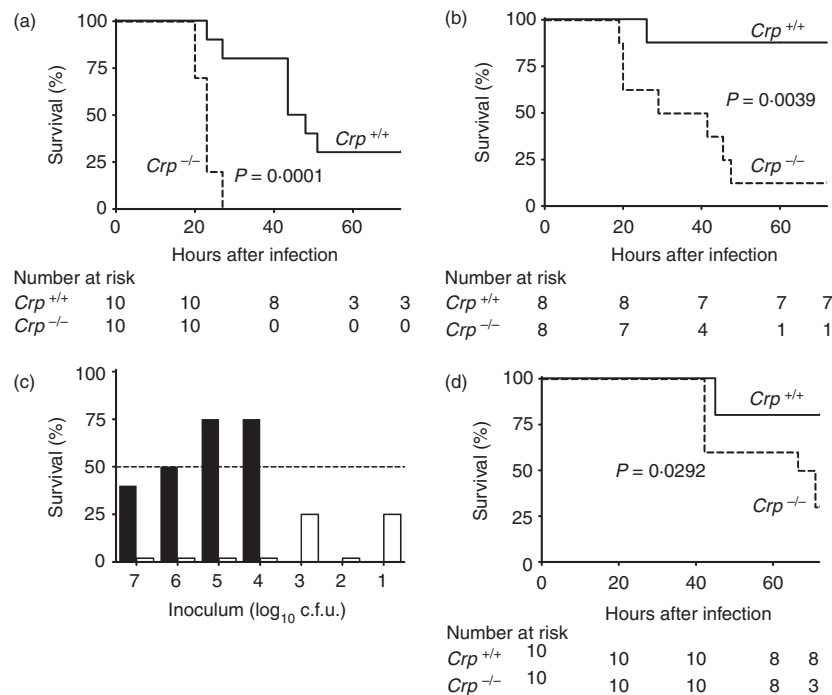 (a)
100
75
50
25
0
Survival (%)
Crp +/+
Crp −/−
P = 0·0001
0 20 40 60
Hours after infection
Number at risk
Crp +/+ 10 10 8 3 3
Crp −/− 10 10 0 0 0
(b)
100
75
50
25
0
Survival (%)
Crp +/+
P = 0·0039
Crp −/−
0 20 40 60
Hours after infection
Number at risk
Crp +/+ 8 8 7 7 7
Crp −/− 8 7 4 1 1
(c)
100
75
50
25
0
Survival (%)
7 6 5 4 3 2 1
Inoculum (log10 c.f.u.)
(d)
100
75
50
25
0
Survival (%)
Crp +/+
P = 0·0292
Crp −/−
0 20 40 60
Hours after infection
Number at risk
Crp +/+ 10 10 10 8 8
Crp −/− 10 10 10 8 3